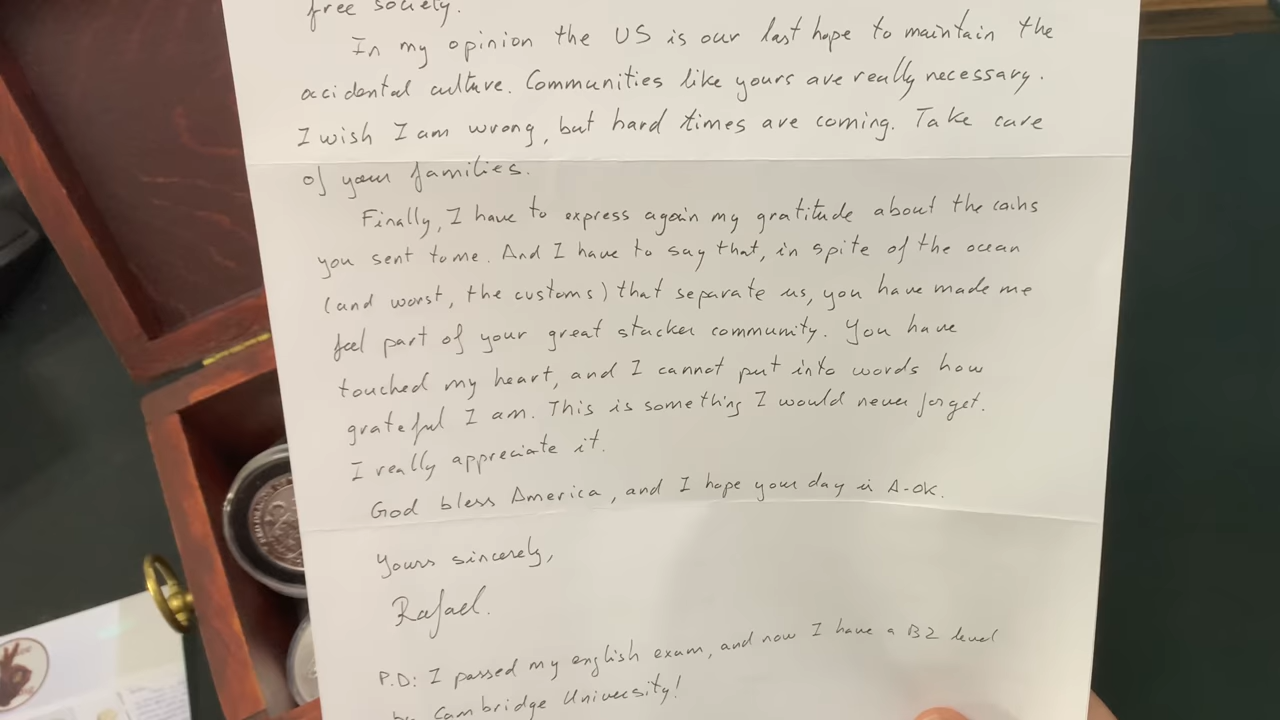 free society.
In my opinion the US is our last hope to maintain the
accidental culture. Communities like yours are really necessary.
I wish I am wrong, but hard times are coming. Take care
of your families.
Finally, I have to express again my gratitude about the coins
you sent to me. And I have to say that, in spite of the ocean
(and worst, the customs) that separate us, you have made me
feel part of your great stacker community. You have
touched my heart, and I cannot put into words how
grateful I am. This is something I would never forget.
I really appreciate it.
God bless America, and I hope your day is A-OK.
Yours sincerely,
Rafael.
P.D: I passed my english exam, and now I have a B2 level
by Cambridge University!